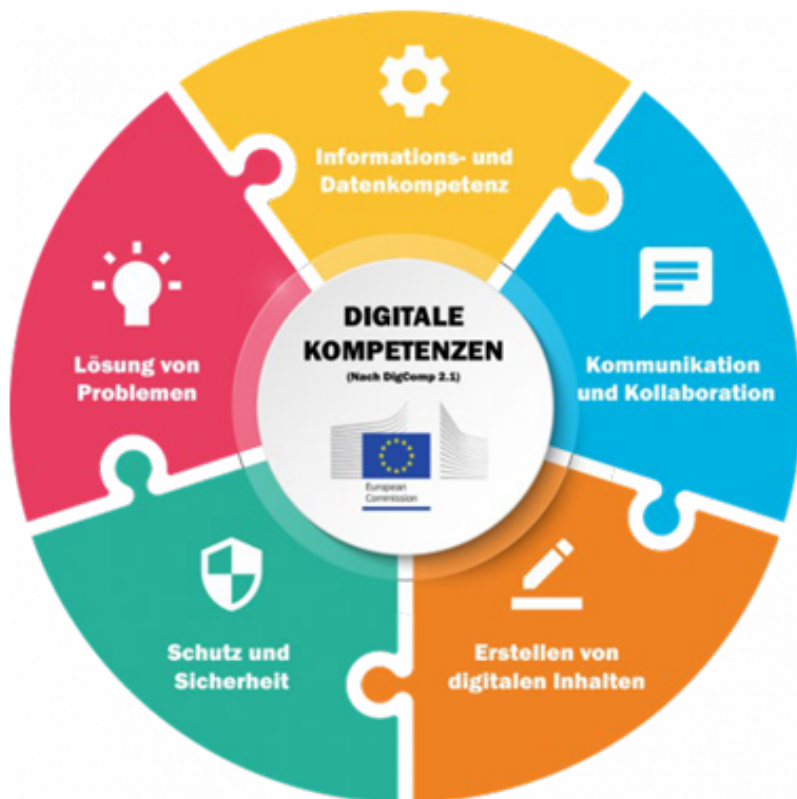 Informations- und
Datenkompetenz
Kommunikation
und Kollaboration
Erstellen von
digitalen Inhalten
Schutz und
Sicherheit
Lösung von
Problemen
DIGITALE
KOMPETENZEN
(Nach DigComp 2.1)
European
Commission